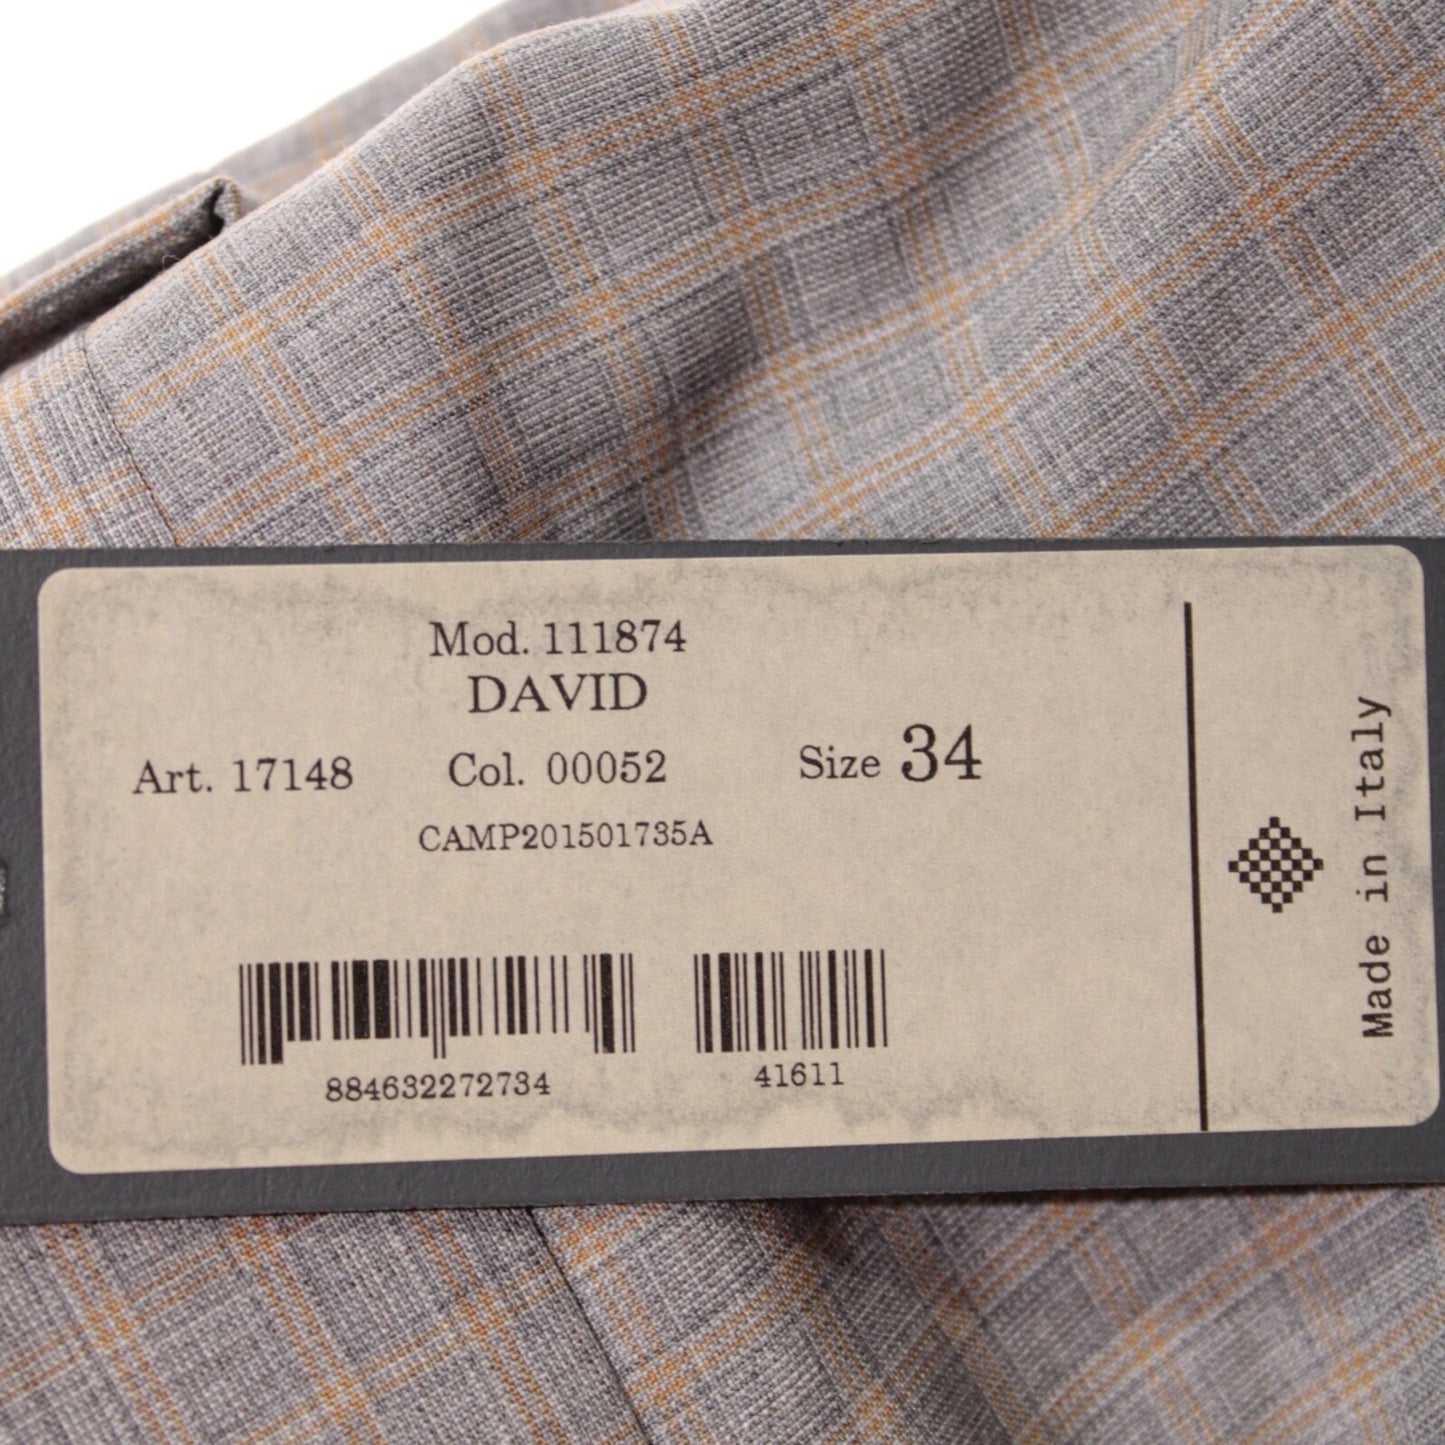 Mod. 111874
DAVID
Art. 17148 Col. 00052 Size 34
CAMP201501735A
884632272734 41611
Made in Italy